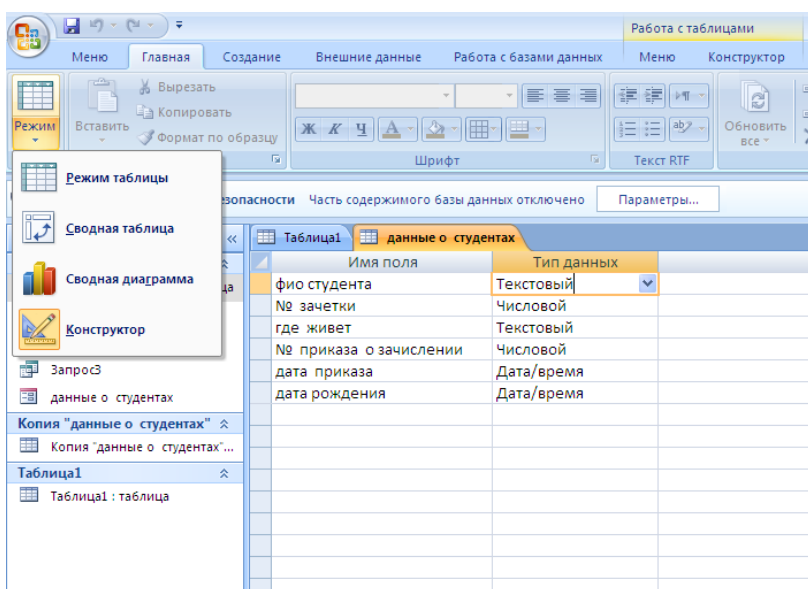 Работа с таблицами
Меню Главная Создание Внешние данные Работа с базами данных Меню Конструктор
Режим
Вставить
Вырезать
Копировать
Формат по образцу
Ж К Ч
Шрифт
Текст RTF
Обновить
все
Режим таблицы
Сводная таблица
Сводная диаграмма
Конструктор
зопасности Часть содержимого базы данных отключено Параметры...
Таблица1 данные о студентах
Имя поля Тип данных
фио студента Текстовый
№ зачетки Числовой
где живет Текстовый
№ приказа о зачислении Числовой
дата приказа Дата/время
дата рождения Дата/время
ца
Запрос3
данные о студентах
Копия "данные о студентах"
Копия "данные о студентах"...
Таблица1
Таблица1 : таблица